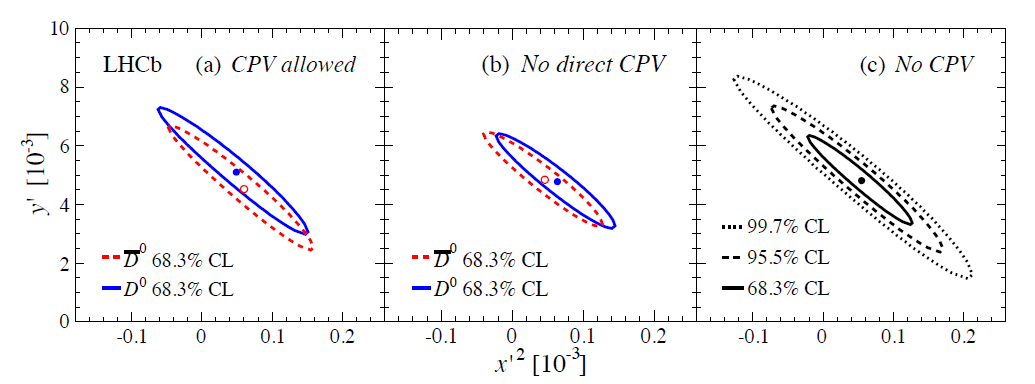 LHCb (a) CPV allowed
(b) No direct CPV
(c) No CPV
y' [10⁻³]
10
8
6
4
2
0
D̅⁰ 68.3% CL
D⁰ 68.3% CL
D̅⁰ 68.3% CL
D⁰ 68.3% CL
99.7% CL
95.5% CL
68.3% CL
-0.1 0 0.1 0.2
-0.1 0 0.1 0.2
-0.1 0 0.1 0.2
x'² [10⁻³]